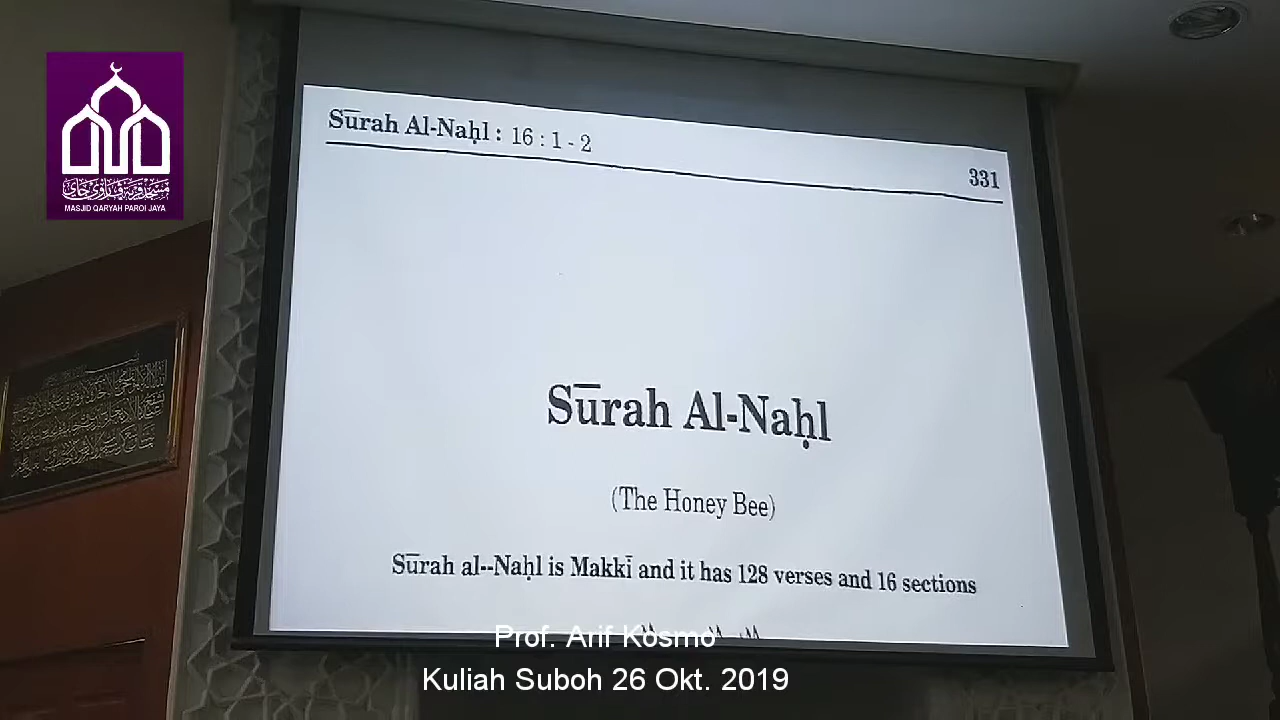 Sūrah Al-Naḥl : 16 : 1 - 2
331
Sūrah Al-Naḥl
(The Honey Bee)
Sūrah al--Naḥl is Makkī and it has 128 verses and 16 sections
MASJID QARYAH PAROI JAYA
Prof. Arif Kosmo
Kuliah Suboh 26 Okt. 2019